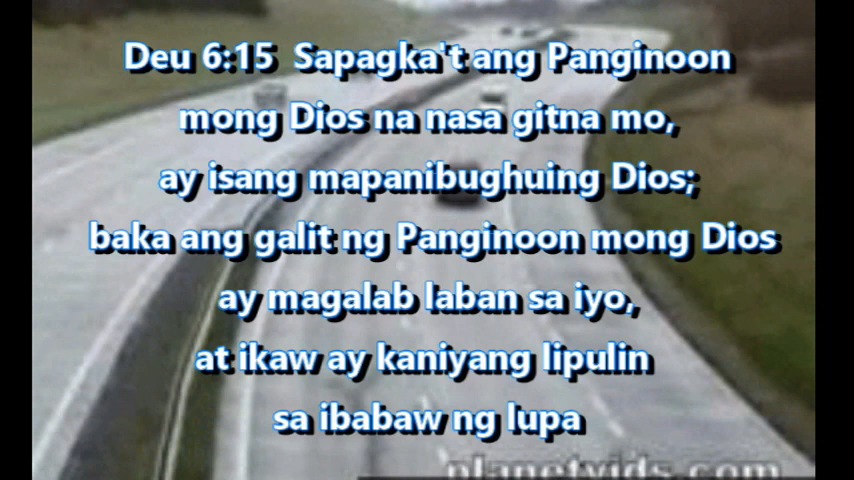 Deu 6:15 Sapagka't ang Panginoon
mong Dios na nasa gitna mo,
ay isang mapanibughuing Dios;
baka ang galit ng Panginoon mong Dios
ay magalab laban sa iyo,
at ikaw ay kaniyang lipulin
sa ibabaw ng lupa
planetvids.com